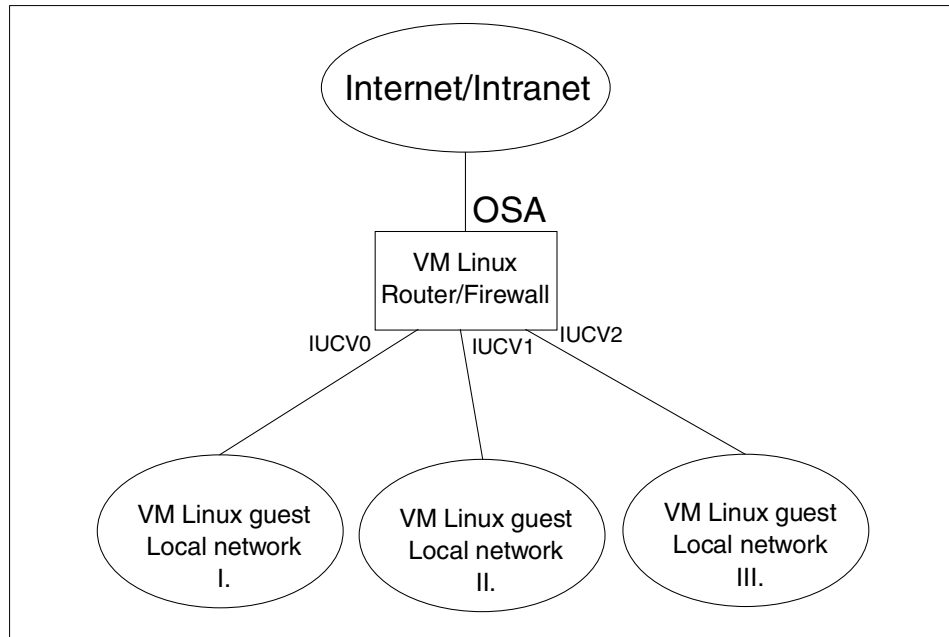 Internet/Intranet
OSA
VM Linux
Router/Firewall
IUCV0
IUCV1
IUCV2
VM Linux guest
Local network
I.
VM Linux guest
Local network
II.
VM Linux guest
Local network
III.